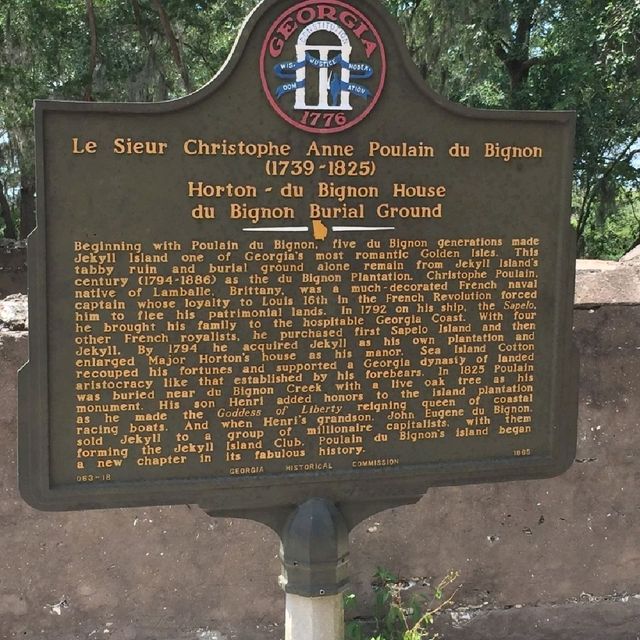 GEORGIA
CONSTITUTION
WISDOM JUSTICE MODERATION
1776
Le Sieur Christophe Anne Poulain du Bignon
(1739-1825)
Horton - du Bignon House
du Bignon Burial Ground
Beginning with Poulain du Bignon, five du Bignon generations made
Jekyll Island one of Georgia's most romantic Golden Isles. This
tabby ruin and burial ground alone remain from Jekyll Island's
century (1794-1886) as the du Bignon Plantation. Christophe Poulain,
native of Lamballe, Brittany, was a much-decorated French naval
captain whose loyalty to Louis 16th in the French Revolution forced
him to flee his patrimonial lands. In 1792 on his ship, the Sapelo,
he brought his family to the hospitable Georgia Coast. With four
other French royalists, he purchased first Sapelo Island and then
Jekyll. By 1794 he acquired Jekyll as his own plantation and
enlarged Major Horton's house as his manor. Sea Island Cotton
recouped his fortunes and supported a Georgia dynasty of landed
aristocracy like that established by his forebears. In 1825 Poulain
was buried near du Bignon Creek with a live oak tree as his
monument. His son Henri added honors to the island plantation
as he made the Goddess of Liberty reigning queen of coastal
racing boats. And when Henri's grandson, John Eugene du Bignon,
sold Jekyll to a group of millionaire capitalists, with them
forming the Jekyll Island Club, Poulain du Bignon's island began
a new chapter in its fabulous history.
063-18 GEORGIA HISTORICAL COMMISSION 1965